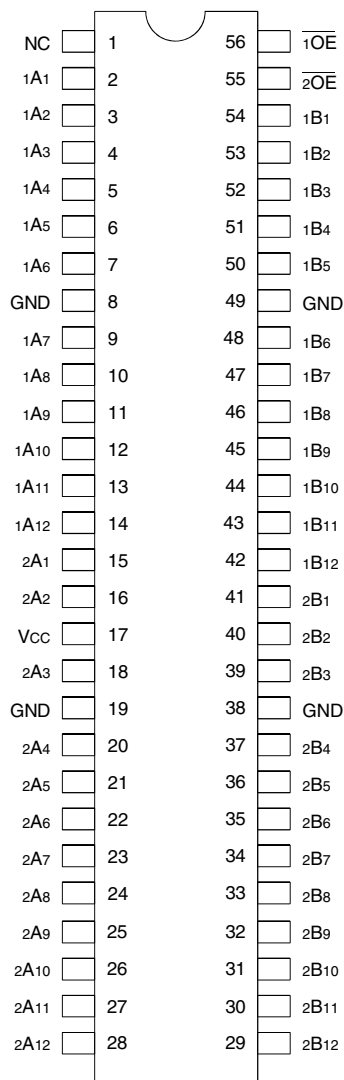 NC 1 56 1OE
1A1 2 55 2OE
1A2 3 54 1B1
1A3 4 53 1B2
1A4 5 52 1B3
1A5 6 51 1B4
1A6 7 50 1B5
GND 8 49 GND
1A7 9 48 1B6
1A8 10 47 1B7
1A9 11 46 1B8
1A10 12 45 1B9
1A11 13 44 1B10
1A12 14 43 1B11
2A1 15 42 1B12
2A2 16 41 2B1
VCC 17 40 2B2
2A3 18 39 2B3
GND 19 38 GND
2A4 20 37 2B4
2A5 21 36 2B5
2A6 22 35 2B6
2A7 23 34 2B7
2A8 24 33 2B8
2A9 25 32 2B9
2A10 26 31 2B10
2A11 27 30 2B11
2A12 28 29 2B12